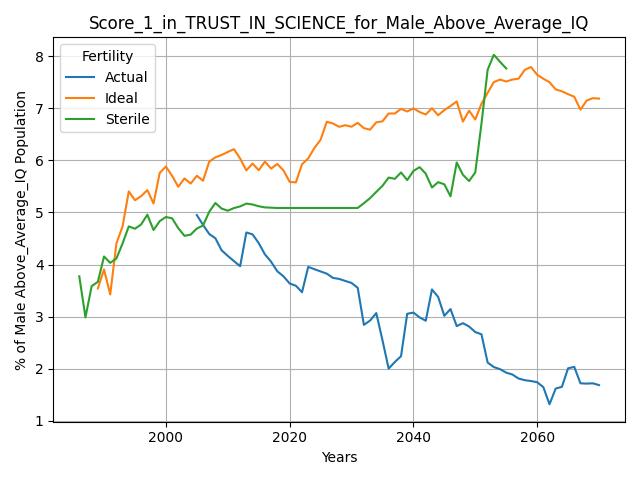 Score_1_in_TRUST_IN_SCIENCE_for_Male_Above_Average_IQ
% of Male Above_Average_IQ Population
8
7
6
5
4
3
2
1
Fertility
Actual
Ideal
Sterile
2000
2020
2040
2060
Years